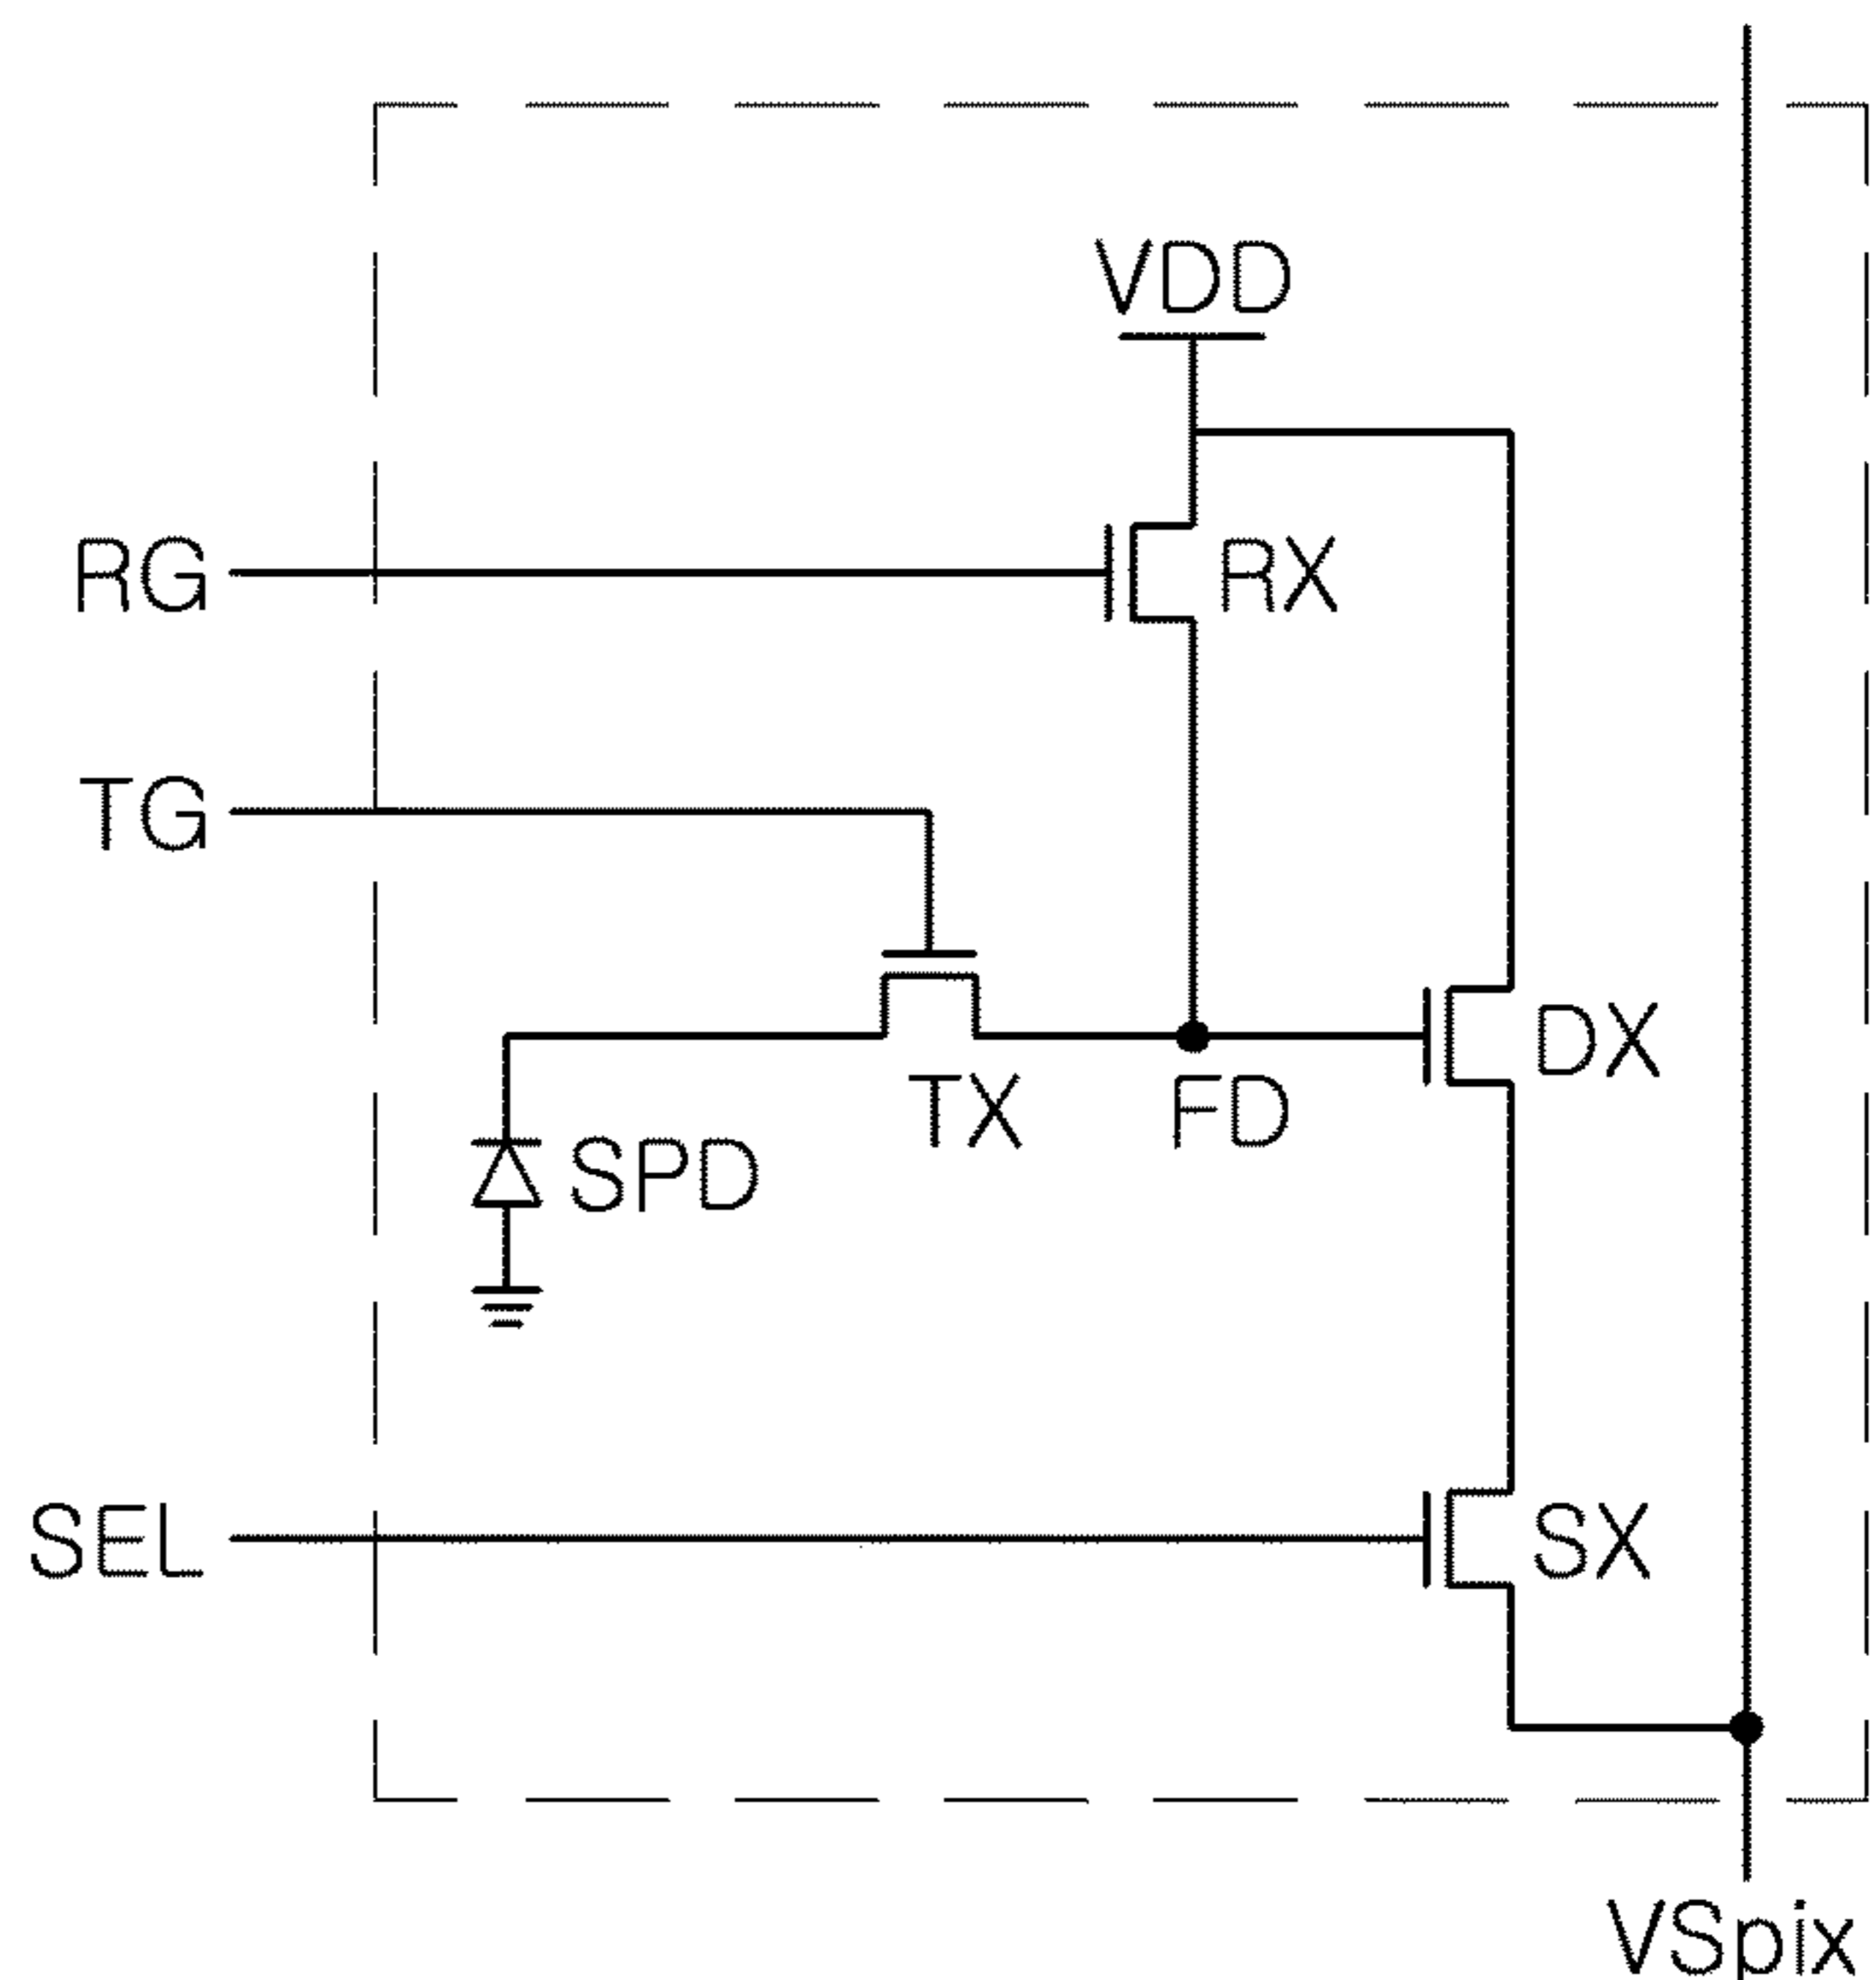 VDD
RG
RX
TG
DX
TX
FD
SPD
SEL
SX
VSpix